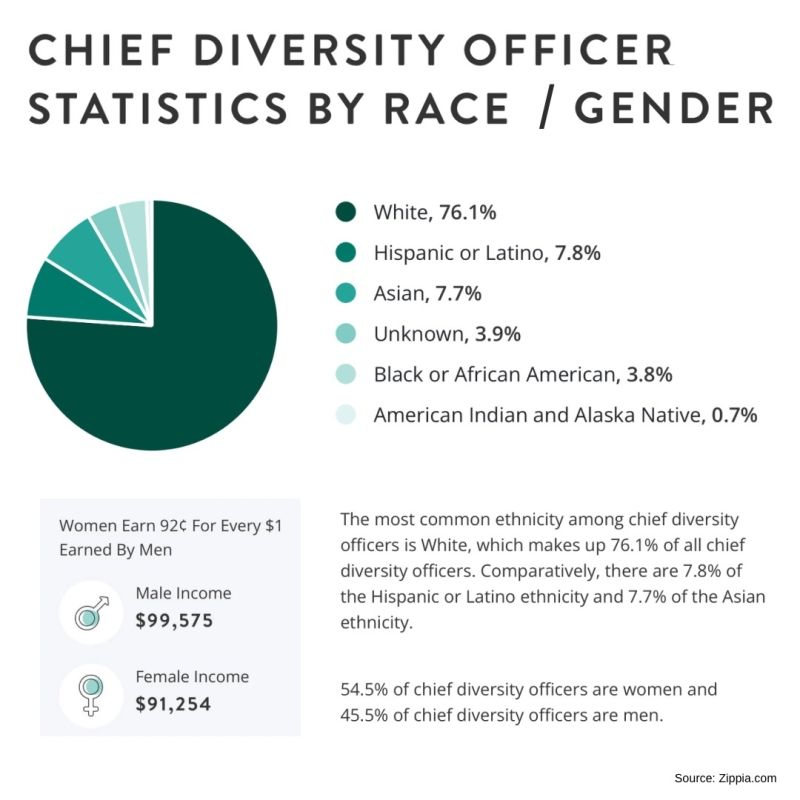 CHIEF DIVERSITY OFFICER
STATISTICS BY RACE / GENDER
White, 76.1%
Hispanic or Latino, 7.8%
Asian, 7.7%
Unknown, 3.9%
Black or African American, 3.8%
American Indian and Alaska Native, 0.7%
Women Earn 92¢ For Every $1
Earned By Men
Male Income
$99,575
Female Income
$91,254
The most common ethnicity among chief diversity
officers is White, which makes up 76.1% of all chief
diversity officers. Comparatively, there are 7.8% of
the Hispanic or Latino ethnicity and 7.7% of the Asian
ethnicity.
54.5% of chief diversity officers are women and
45.5% of chief diversity officers are men.
Source: Zippia.com